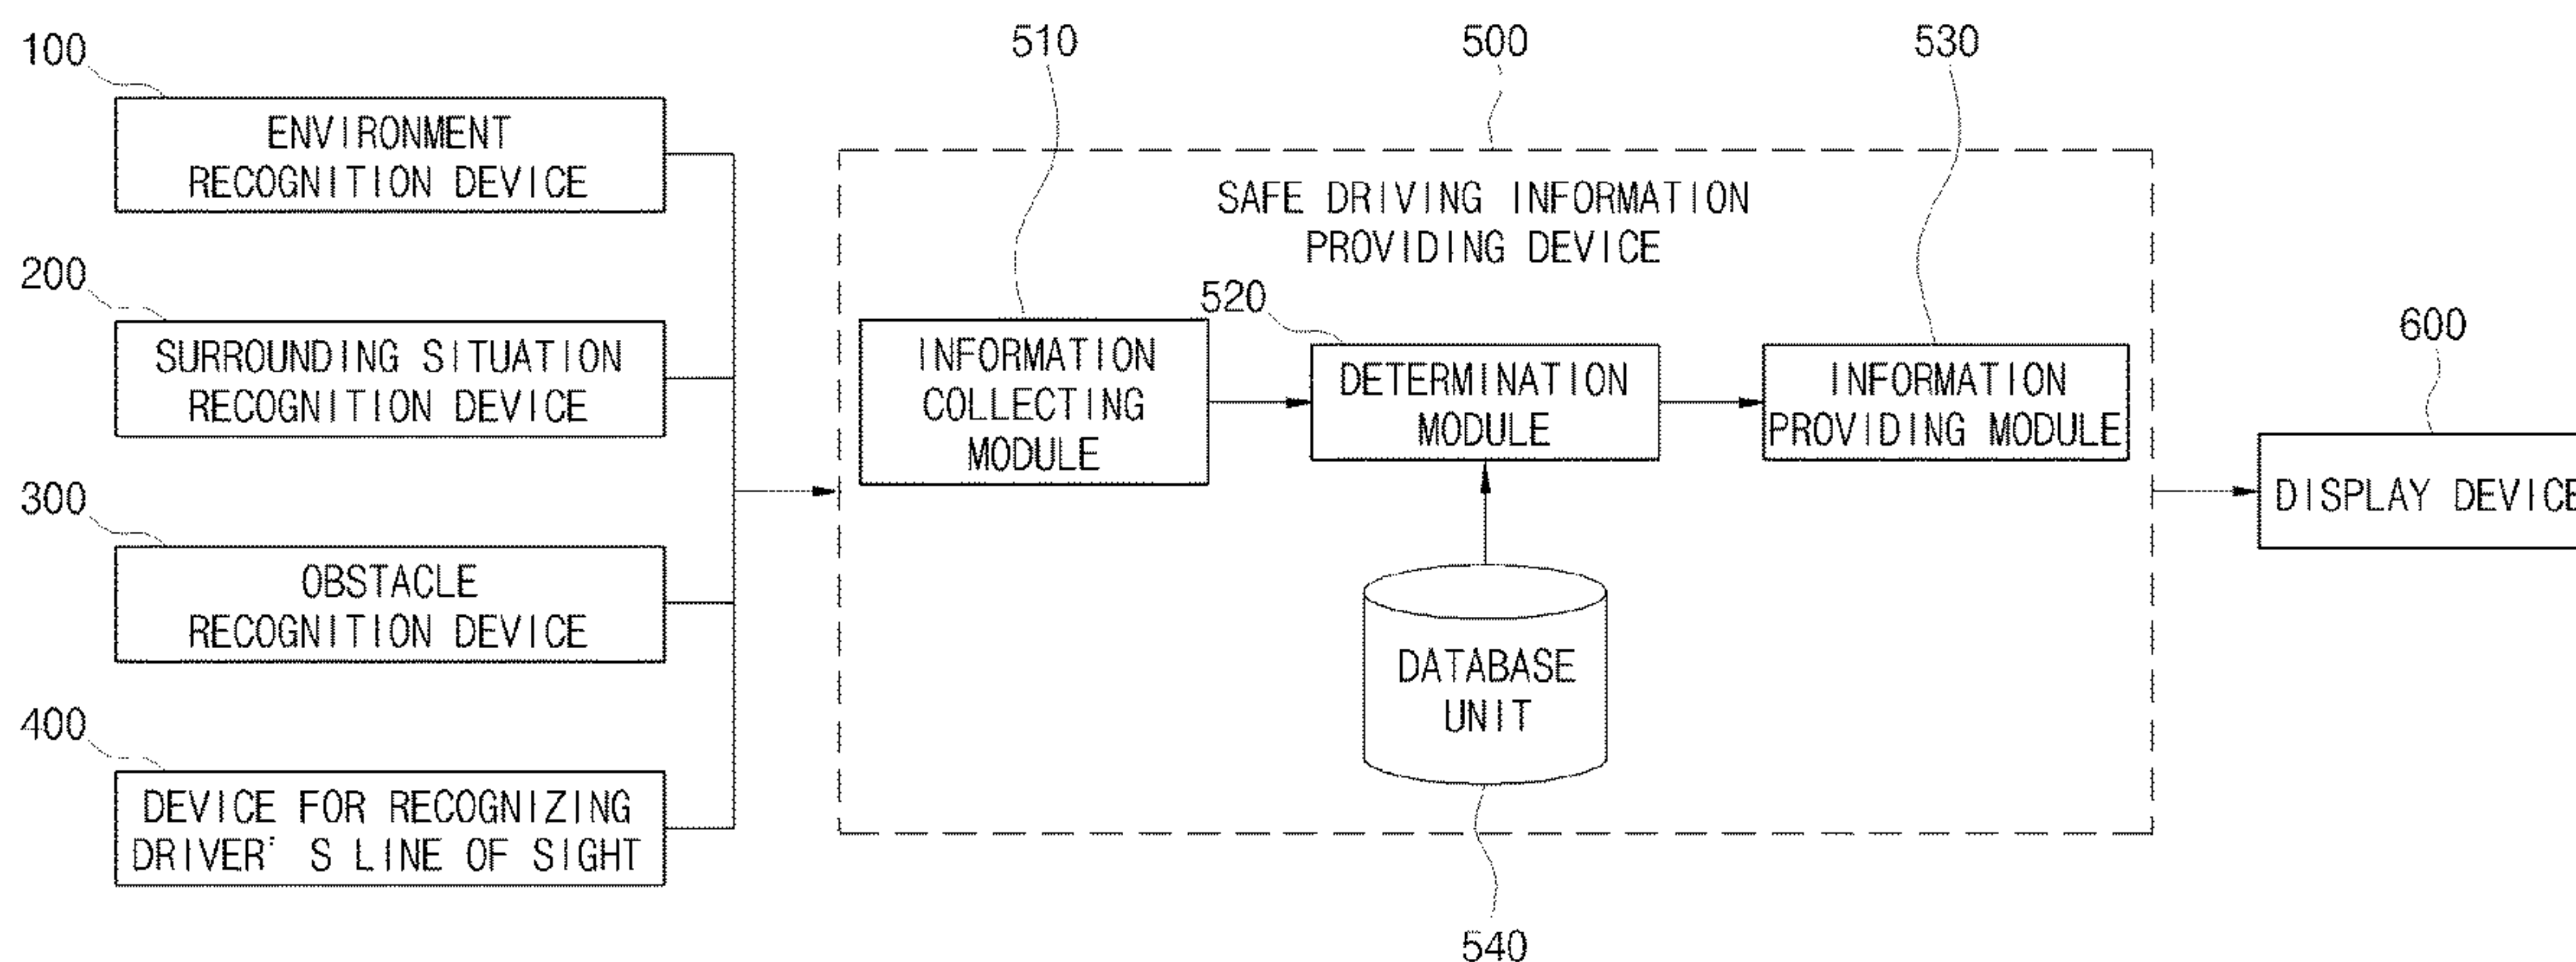 100
ENVIRONMENT
RECOGNITION DEVICE
200
SURROUNDING SITUATION
RECOGNITION DEVICE
300
OBSTACLE
RECOGNITION DEVICE
400
DEVICE FOR RECOGNIZING
DRIVER'S LINE OF SIGHT
500
SAFE DRIVING INFORMATION
PROVIDING DEVICE
510
INFORMATION
COLLECTING
MODULE
520
DETERMINATION
MODULE
530
INFORMATION
PROVIDING MODULE
DATABASE
UNIT
540
600
DISPLAY DEVICE